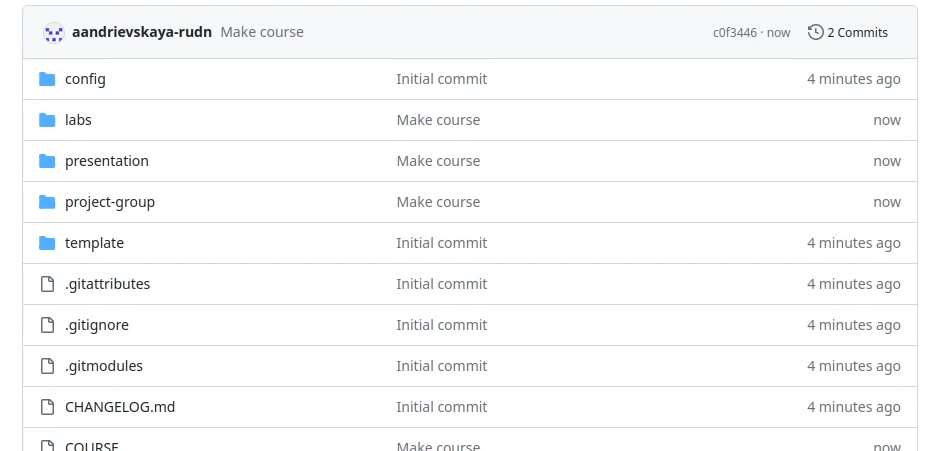 aandrievskaya-rudn Make course c0f3446 · now 2 Commits
config Initial commit 4 minutes ago
labs Make course now
presentation Make course now
project-group Make course now
template Initial commit 4 minutes ago
.gitattributes Initial commit 4 minutes ago
.gitignore Initial commit 4 minutes ago
.gitmodules Initial commit 4 minutes ago
CHANGELOG.md Initial commit 4 minutes ago
COURSE Make course now